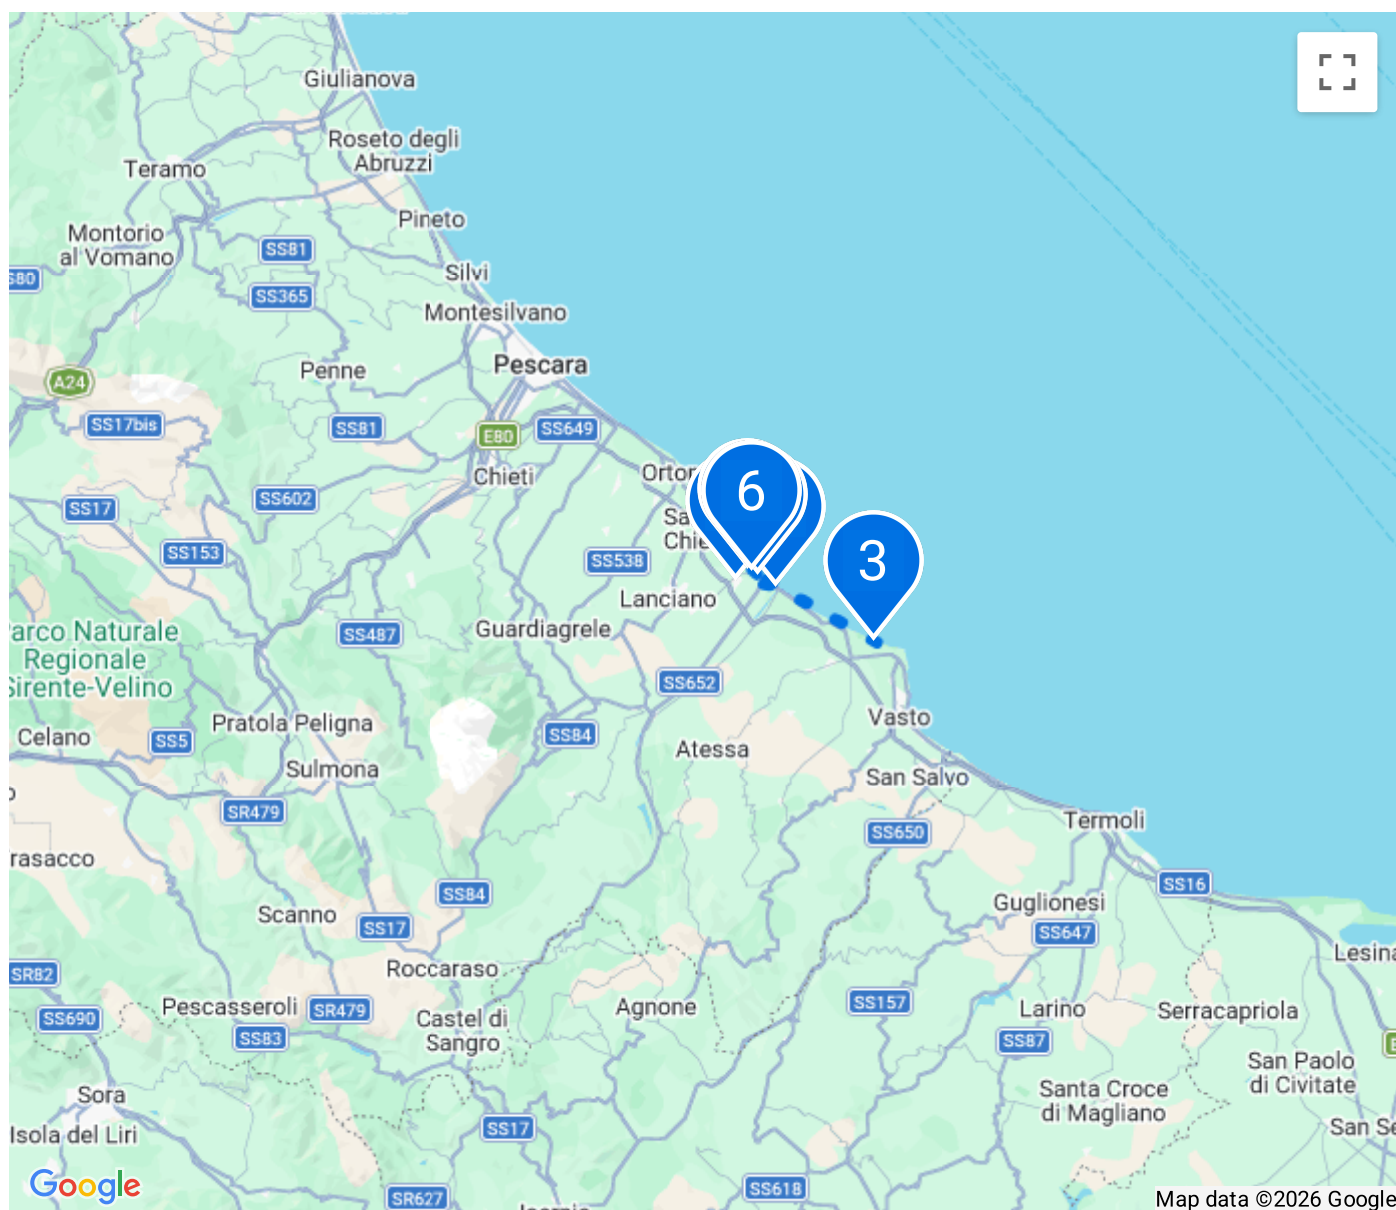 Giulianova
Roseto degli
Abruzzi
Teramo
Pineto
Montorio
al Vomano
SS81
S80
Silvi
SS365
Montesilvano
Pescara
Penne
A24
SS17bis
SS81
E80
SS649
Chieti
Orto
SS602
SS17
6
Sa
Chie
SS153
SS538
3
Lanciano
arco Naturale
Regionale
Sirente-Velino
SS487
Guardiagrele
SS652
Pratola Peligna
Vasto
Celano
SS5
SS84
Atessa
Sulmona
San Salvo
SR479
Termoli
SS650
rasacco
SS84
SS16
Scanno
SS17
Guglionesi
SS647
Lesina
Roccaraso
SR82
Pescasseroli
SR479
Agnone
SS157
Larino
Serracapriola
SS690
SS83
Castel di
Sangro
SS87
San Paolo
di Civitate
Sora
Santa Croce
di Magliano
SS17
Isola del Liri
San Se
Google
SR627
SS618
Map data ©2026 Google